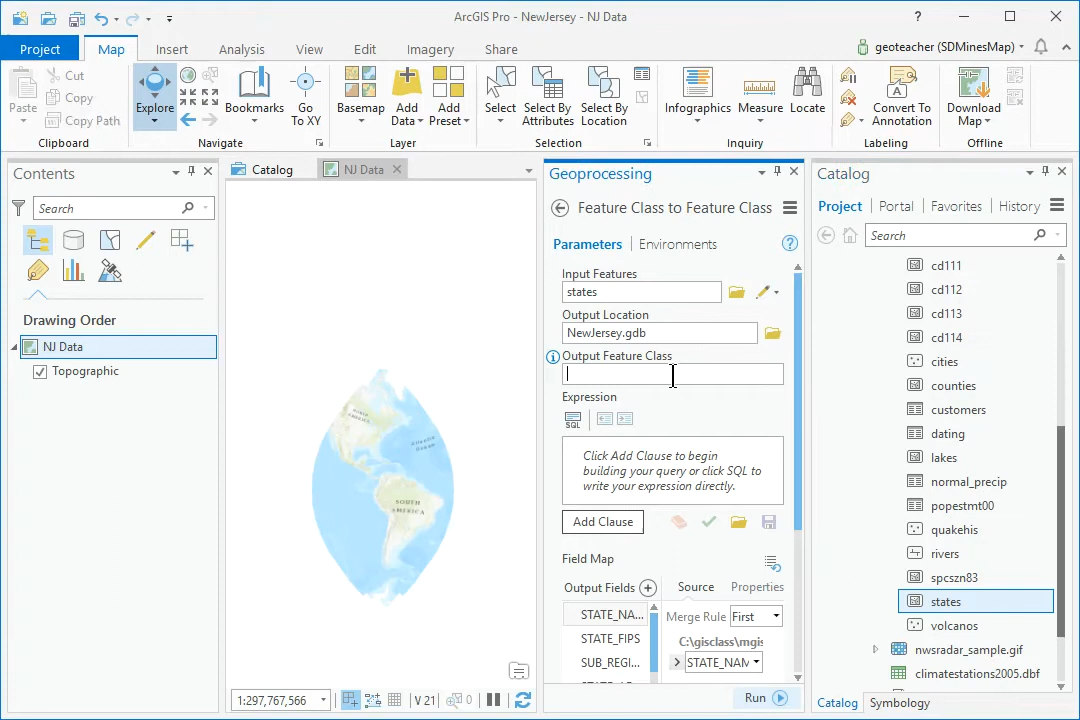 ArcGIS Pro - NewJersey - NJ Data
?
Project
Map
Insert
Analysis
View
Edit
Imagery
Share
geoteacher (SDMinesMap)
Paste
Cut
Copy
Copy Path
Clipboard
Explore
Bookmarks
Go To XY
Navigate
Basemap
Add Data
Add Preset
Layer
Select
Select By Attributes
Select By Location
Selection
Infographics
Measure
Locate
Inquiry
Convert To Annotation
Labeling
Download Map
Offline
Contents
Search
Drawing Order
NJ Data
Topographic
Catalog
NJ Data
NORTH AMERICA
Atlantic Ocean
SOUTH AMERICA
1:297,767,566
V 21
0
Geoprocessing
Feature Class to Feature Class
Parameters
Environments
?
Input Features
states
Output Location
NewJersey.gdb
Output Feature Class
Expression
SQL
Click Add Clause to begin
building your query or click SQL to
write your expression directly.
Add Clause
Field Map
Output Fields
Source
Properties
STATE_NA...
STATE_FIPS
SUB_REGI...
Merge Rule
First
C:\gisclass\mgis
STATE_NAM
Run
Catalog
Project
Portal
Favorites
History
Search
cd111
cd112
cd113
cd114
cities
counties
customers
dating
lakes
normal_precip
popestmt00
quakehis
rivers
spcszn83
states
volcanos
nwsradar_sample.gif
climatestations2005.dbf
Catalog
Symbology